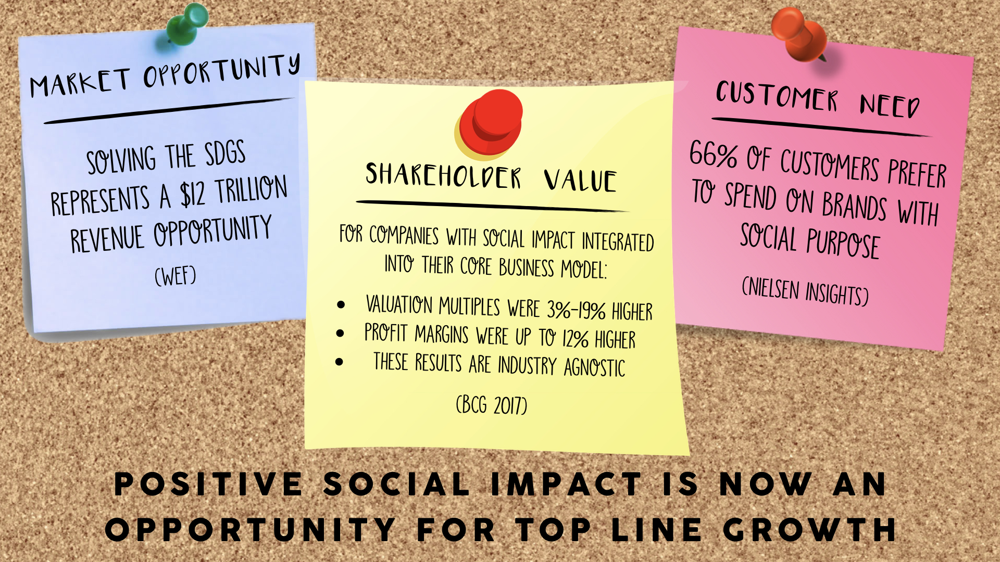 MARKET OPPORTUNITY
SOLVING THE SDGS
REPRESENTS A $12 TRILLION
REVENUE OPPORTUNITY
(WEF)
SHAREHOLDER VALUE
FOR COMPANIES WITH SOCIAL IMPACT INTEGRATED
INTO THEIR CORE BUSINESS MODEL:
• VALUATION MULTIPLES WERE 3%-19% HIGHER
• PROFIT MARGINS WERE UP TO 12% HIGHER
• THESE RESULTS ARE INDUSTRY AGNOSTIC
(BCG 2017)
CUSTOMER NEED
66% OF CUSTOMERS PREFER
TO SPEND ON BRANDS WITH
SOCIAL PURPOSE
(NIELSEN INSIGHTS)
POSITIVE SOCIAL IMPACT IS NOW AN
OPPORTUNITY FOR TOP LINE GROWTH